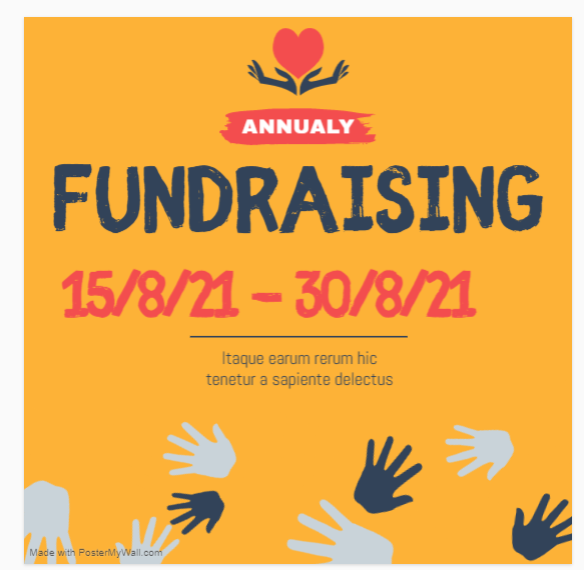 ANNUALY
FUNDRAISING
15/8/21 – 30/8/21
Itaque earum rerum hic
tenetur a sapiente delectus
Made with PosterMyWall.com